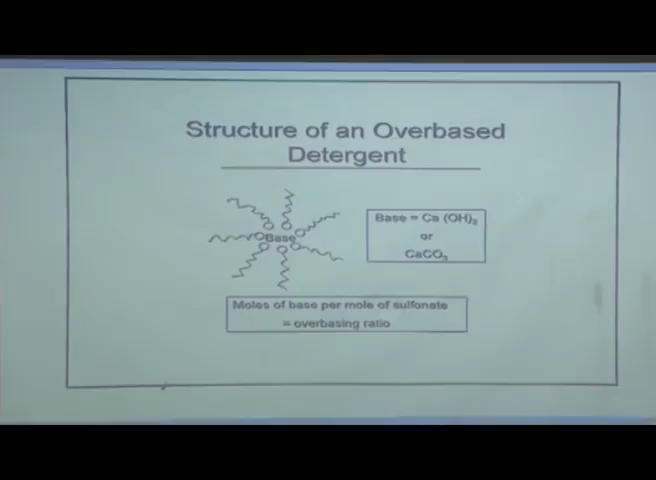 Structure of an Overbased
Detergent
Base
Base = Ca (OH)₂
or
CaCO₃
Moles of base per mole of sulfonate
= overbasing ratio